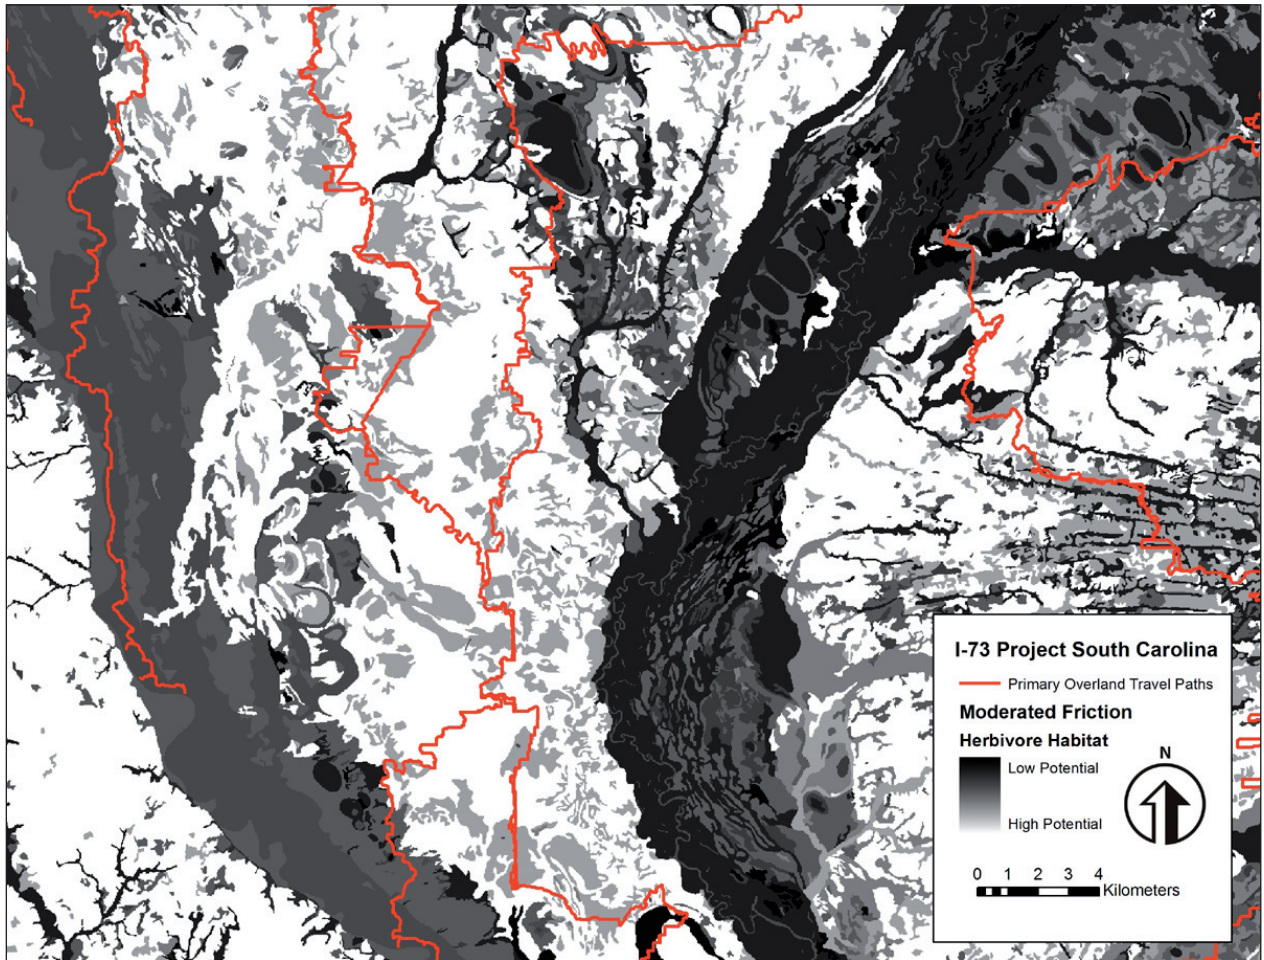 I-73 Project South Carolina
Primary Overland Travel Paths
Moderated Friction
Herbivore Habitat
Low Potential
High Potential
N
0 1 2 3 4
Kilometers